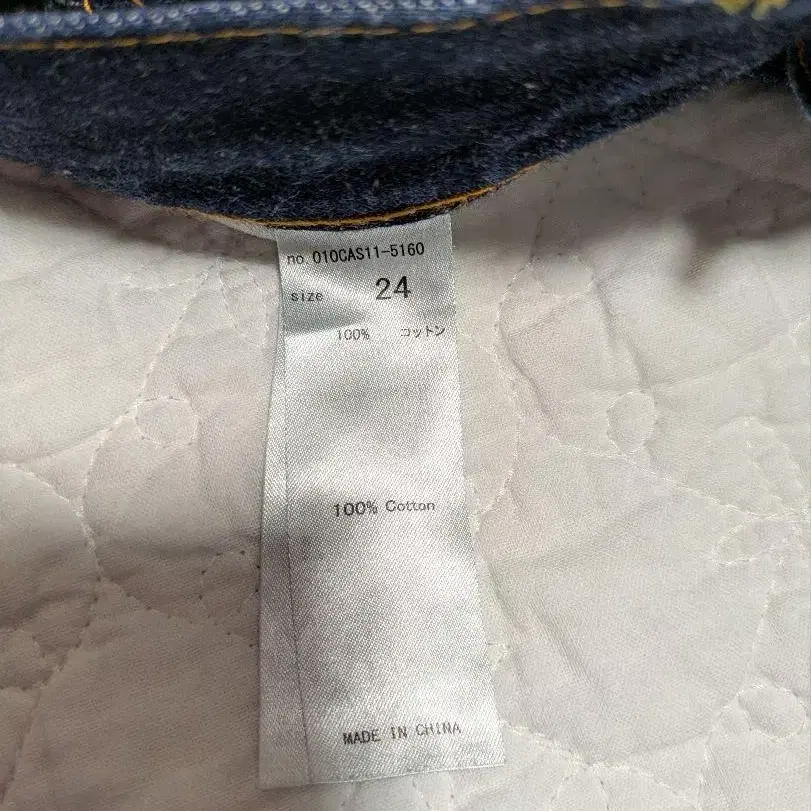 no. 010CAS11-5160
size 24
100% コットン
100% Cotton
MADE IN CHINA